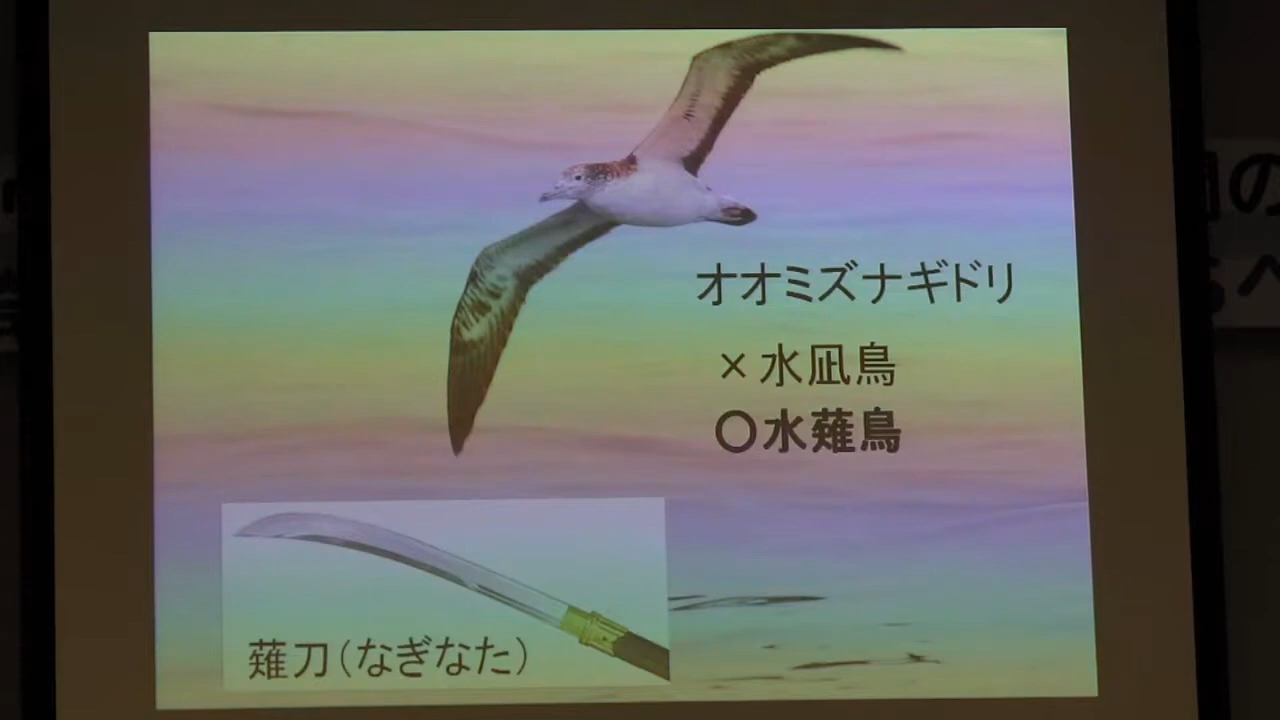 オオミズナギドリ
×水凪鳥
〇水薙鳥
薙刀(なぎなた)